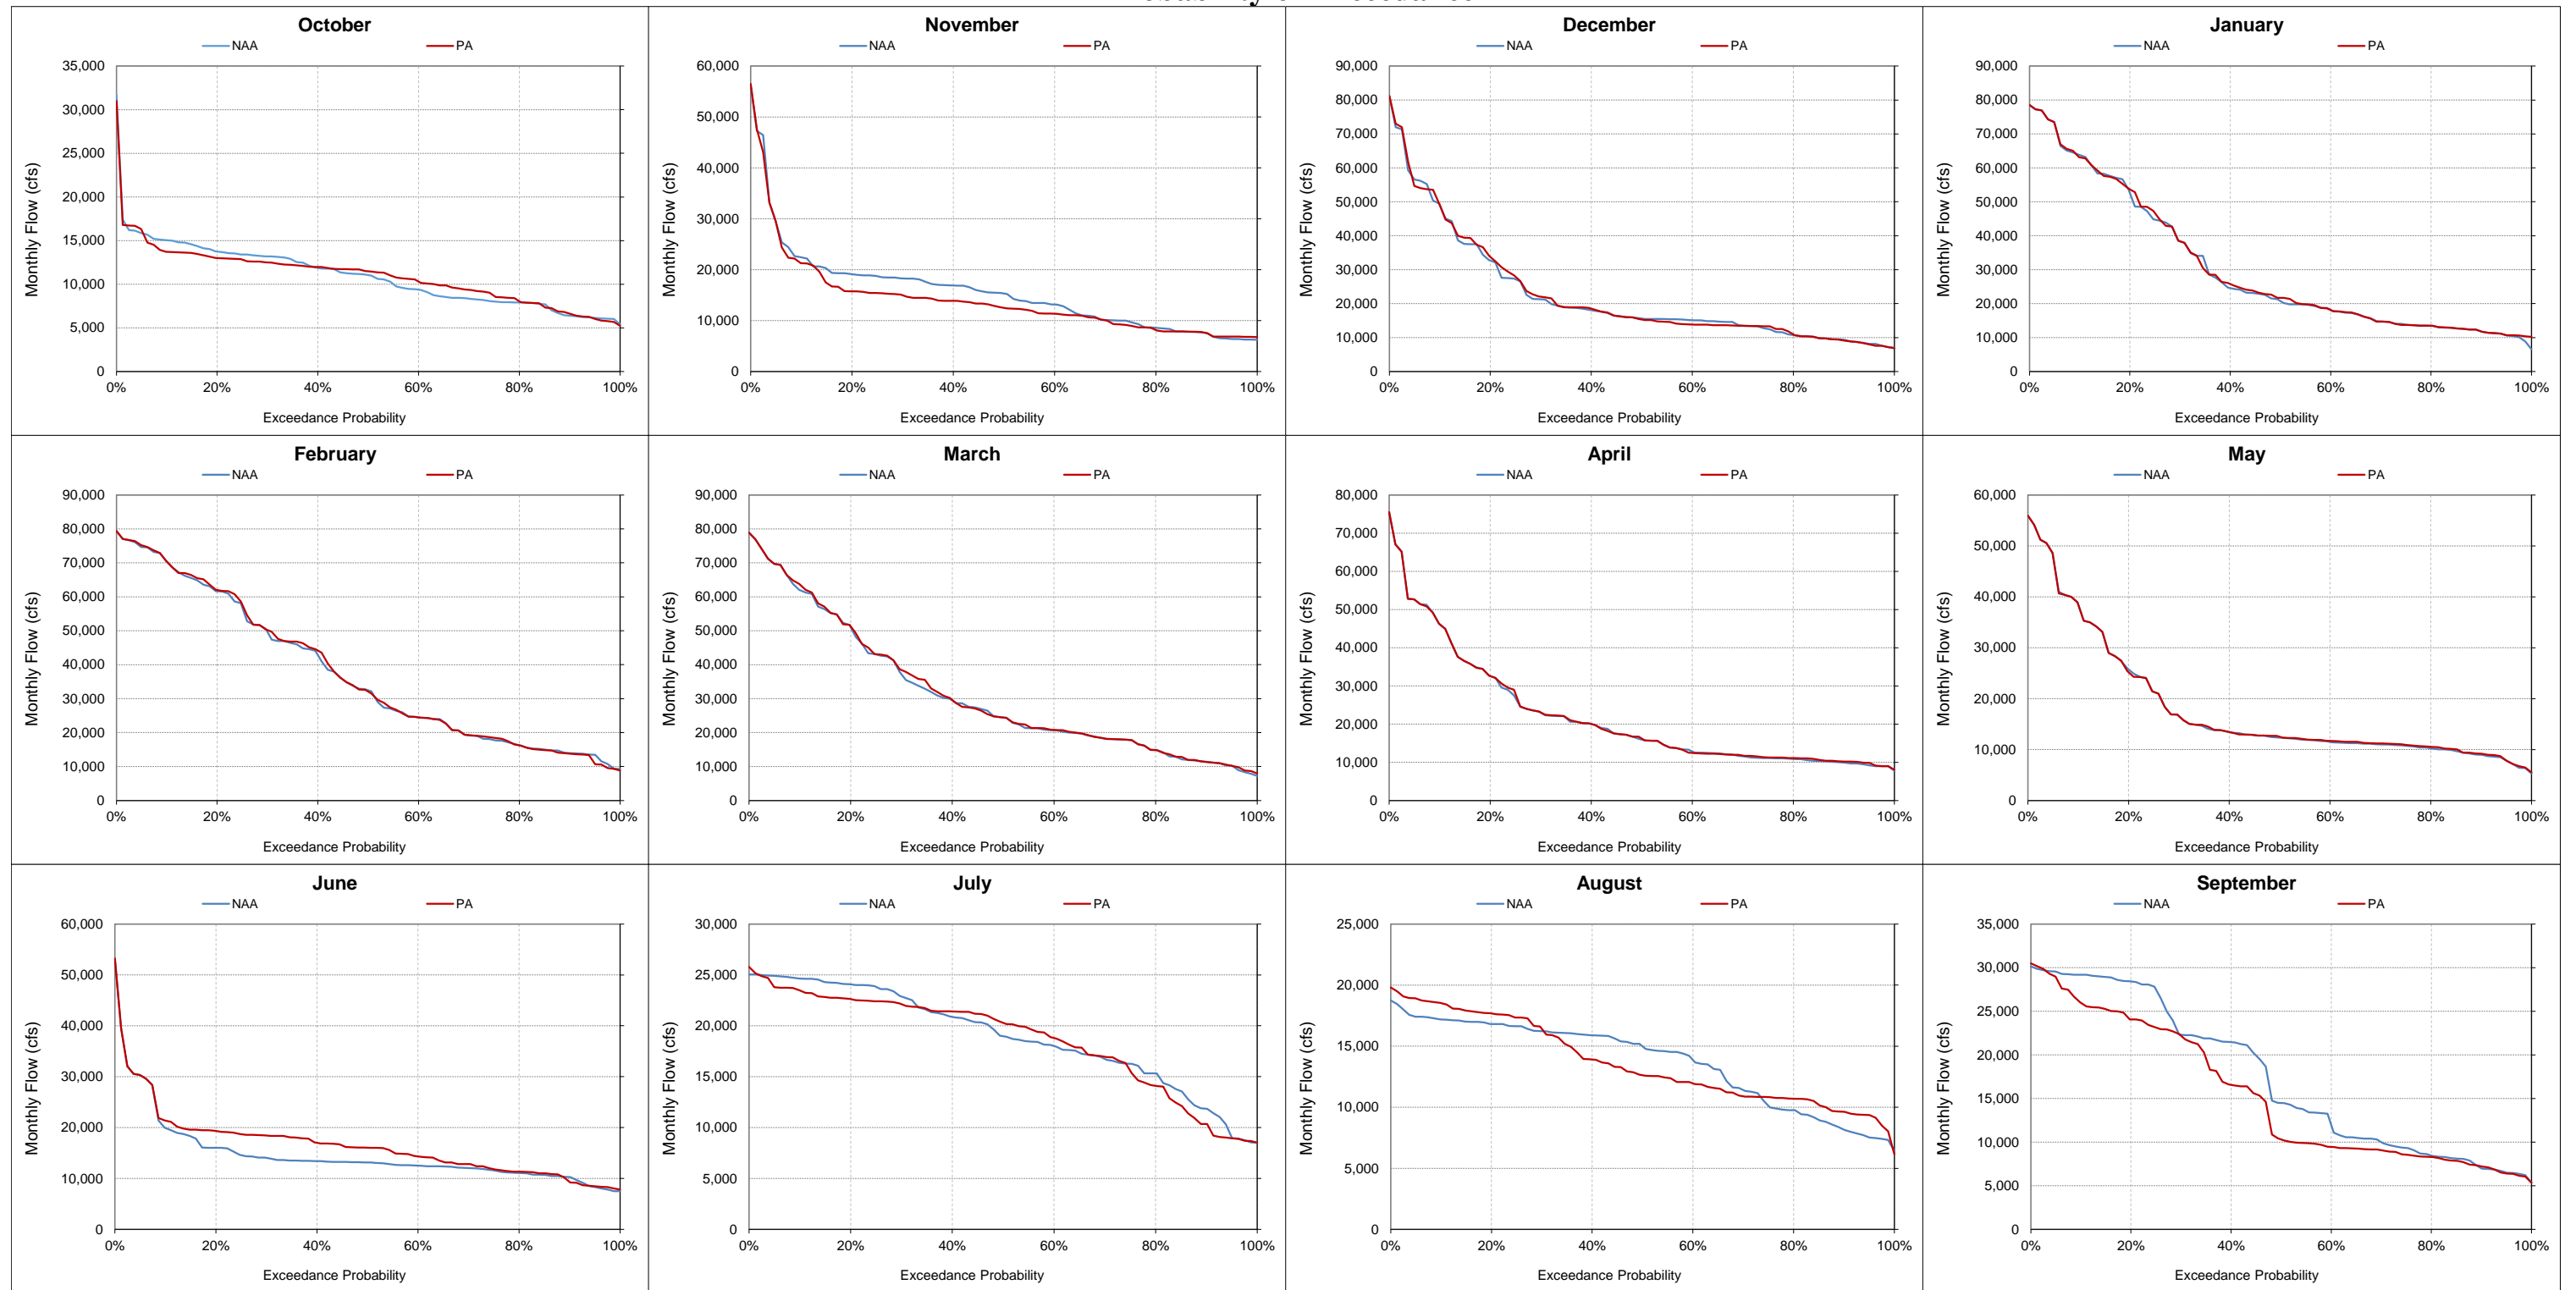 October
NAA PA
35,000
30,000
25,000
20,000
15,000
10,000
5,000
0
Monthly Flow (cfs)
0% 20% 40% 60% 80% 100%
Exceedance Probability
November
NAA PA
60,000
50,000
40,000
30,000
20,000
10,000
0
Monthly Flow (cfs)
0% 20% 40% 60% 80% 100%
Exceedance Probability
December
NAA PA
90,000
80,000
70,000
60,000
50,000
40,000
30,000
20,000
10,000
0
Monthly Flow (cfs)
0% 20% 40% 60% 80% 100%
Exceedance Probability
January
NAA PA
90,000
80,000
70,000
60,000
50,000
40,000
30,000
20,000
10,000
0
Monthly Flow (cfs)
0% 20% 40% 60% 80% 100%
Exceedance Probability
February
NAA PA
90,000
80,000
70,000
60,000
50,000
40,000
30,000
20,000
10,000
0
Monthly Flow (cfs)
0% 20% 40% 60% 80% 100%
Exceedance Probability
March
NAA PA
90,000
80,000
70,000
60,000
50,000
40,000
30,000
20,000
10,000
0
Monthly Flow (cfs)
0% 20% 40% 60% 80% 100%
Exceedance Probability
April
NAA PA
80,000
70,000
60,000
50,000
40,000
30,000
20,000
10,000
0
Monthly Flow (cfs)
0% 20% 40% 60% 80% 100%
Exceedance Probability
May
NAA PA
60,000
50,000
40,000
30,000
20,000
10,000
0
Monthly Flow (cfs)
0% 20% 40% 60% 80% 100%
Exceedance Probability
June
NAA PA
60,000
50,000
40,000
30,000
20,000
10,000
0
Monthly Flow (cfs)
0% 20% 40% 60% 80% 100%
Exceedance Probability
July
NAA PA
30,000
25,000
20,000
15,000
10,000
5,000
0
Monthly Flow (cfs)
0% 20% 40% 60% 80% 100%
Exceedance Probability
August
NAA PA
25,000
20,000
15,000
10,000
5,000
0
Monthly Flow (cfs)
0% 20% 40% 60% 80% 100%
Exceedance Probability
September
NAA PA
35,000
30,000
25,000
20,000
15,000
10,000
5,000
0
Monthly Flow (cfs)
0% 20% 40% 60% 80% 100%
Exceedance Probability